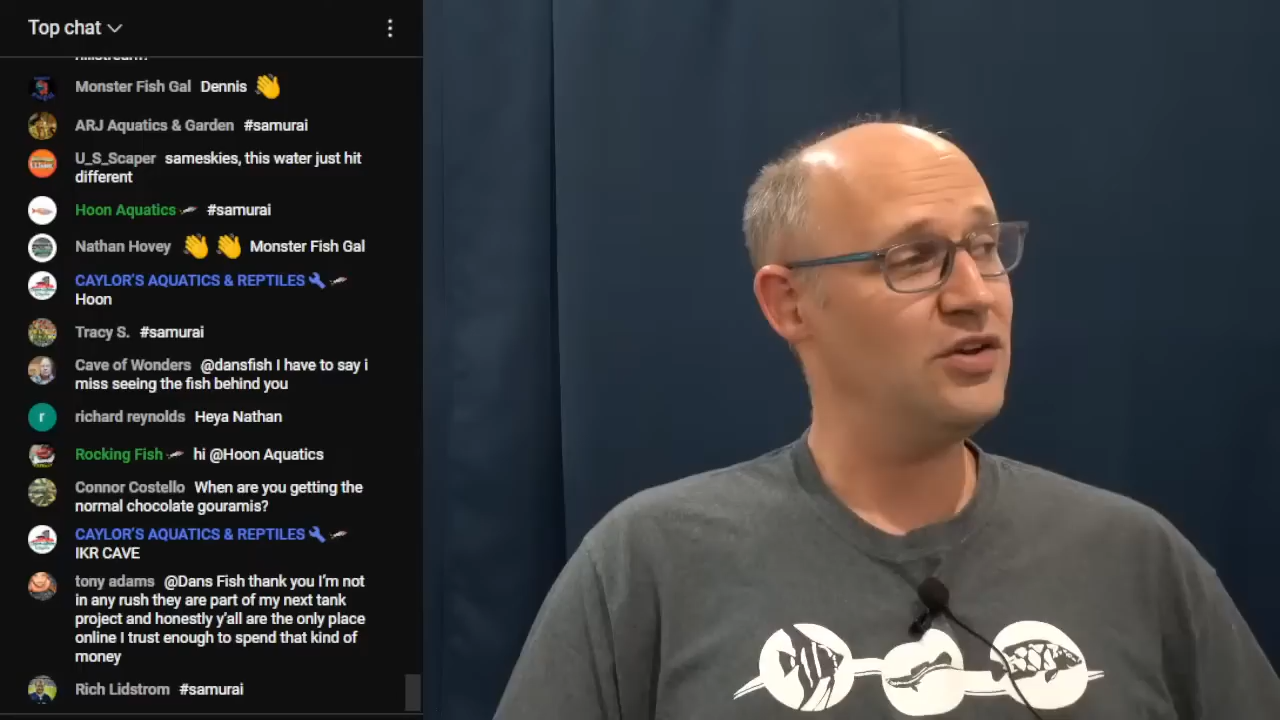 Top chat
Monster Fish Gal Dennis
ARJ Aquatics & Garden #samurai
U_S_Scaper sameskies, this water just hit
different
Hoon Aquatics #samurai
Nathan Hovey Monster Fish Gal
CAYLOR'S AQUATICS & REPTILES
Hoon
Tracy S. #samurai
Cave of Wonders @dansfish I have to say i
miss seeing the fish behind you
richard reynolds Heya Nathan
Rocking Fish hi @Hoon Aquatics
Connor Costello When are you getting the
normal chocolate gouramis?
CAYLOR'S AQUATICS & REPTILES
IKR CAVE
tony adams @Dans Fish thank you I'm not
in any rush they are part of my next tank
project and honestly y'all are the only place
online I trust enough to spend that kind of
money
Rich Lidstrom #samurai